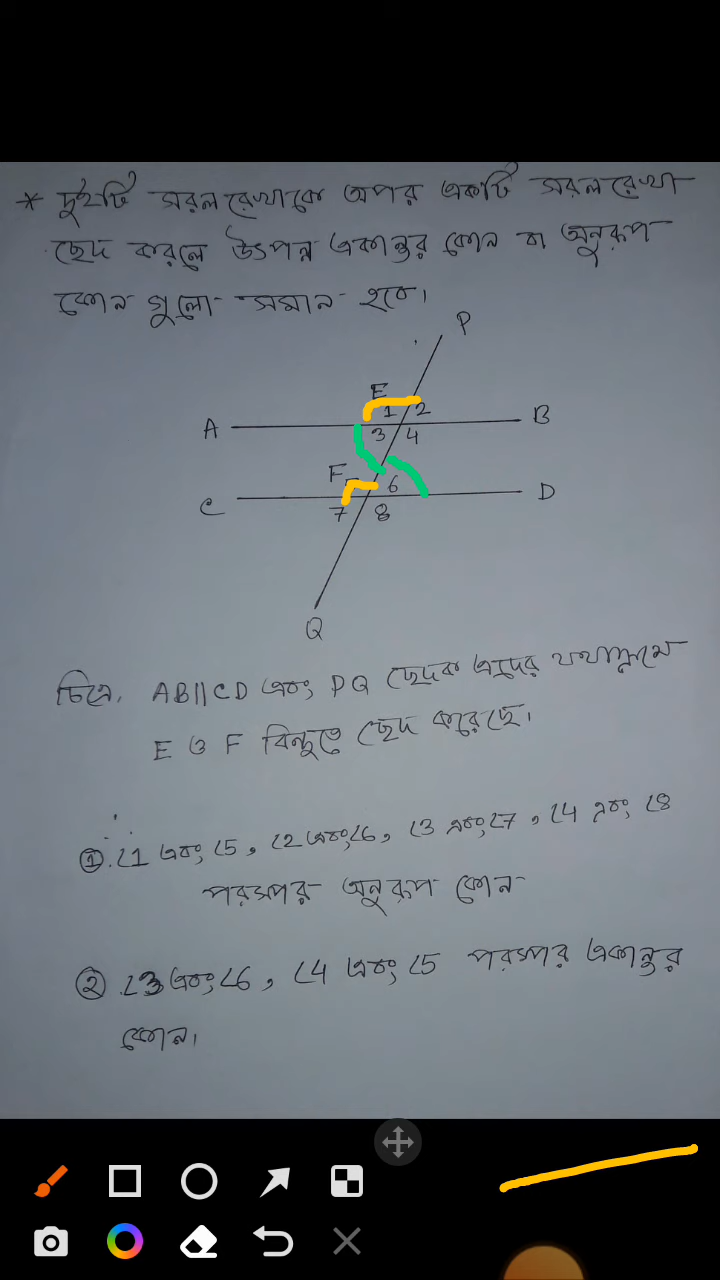 * দুইটি সরলরেখাকে অপর একটি সরলরেখা
ছেদ করলে উৎপন্ন একান্তর কোন বা অনুরূপ
কোন গুলো সমান হবে।
P
E
1 2
A B
3 4
F
6
C D
7 8
Q
চিত্রে, AB||CD এবং PQ ছেদক এদের যথাক্রমে
E ও F বিন্দুতে ছেদ করেছে।
① ∠1 এবং ∠5, ∠2 এবং ∠6, ∠3 এবং ∠7, ∠4 এবং ∠8
পরস্পর অনুরূপ কোন
② ∠3 এবং ∠6, ∠4 এবং ∠5 পরস্পর একান্তর
কোন।